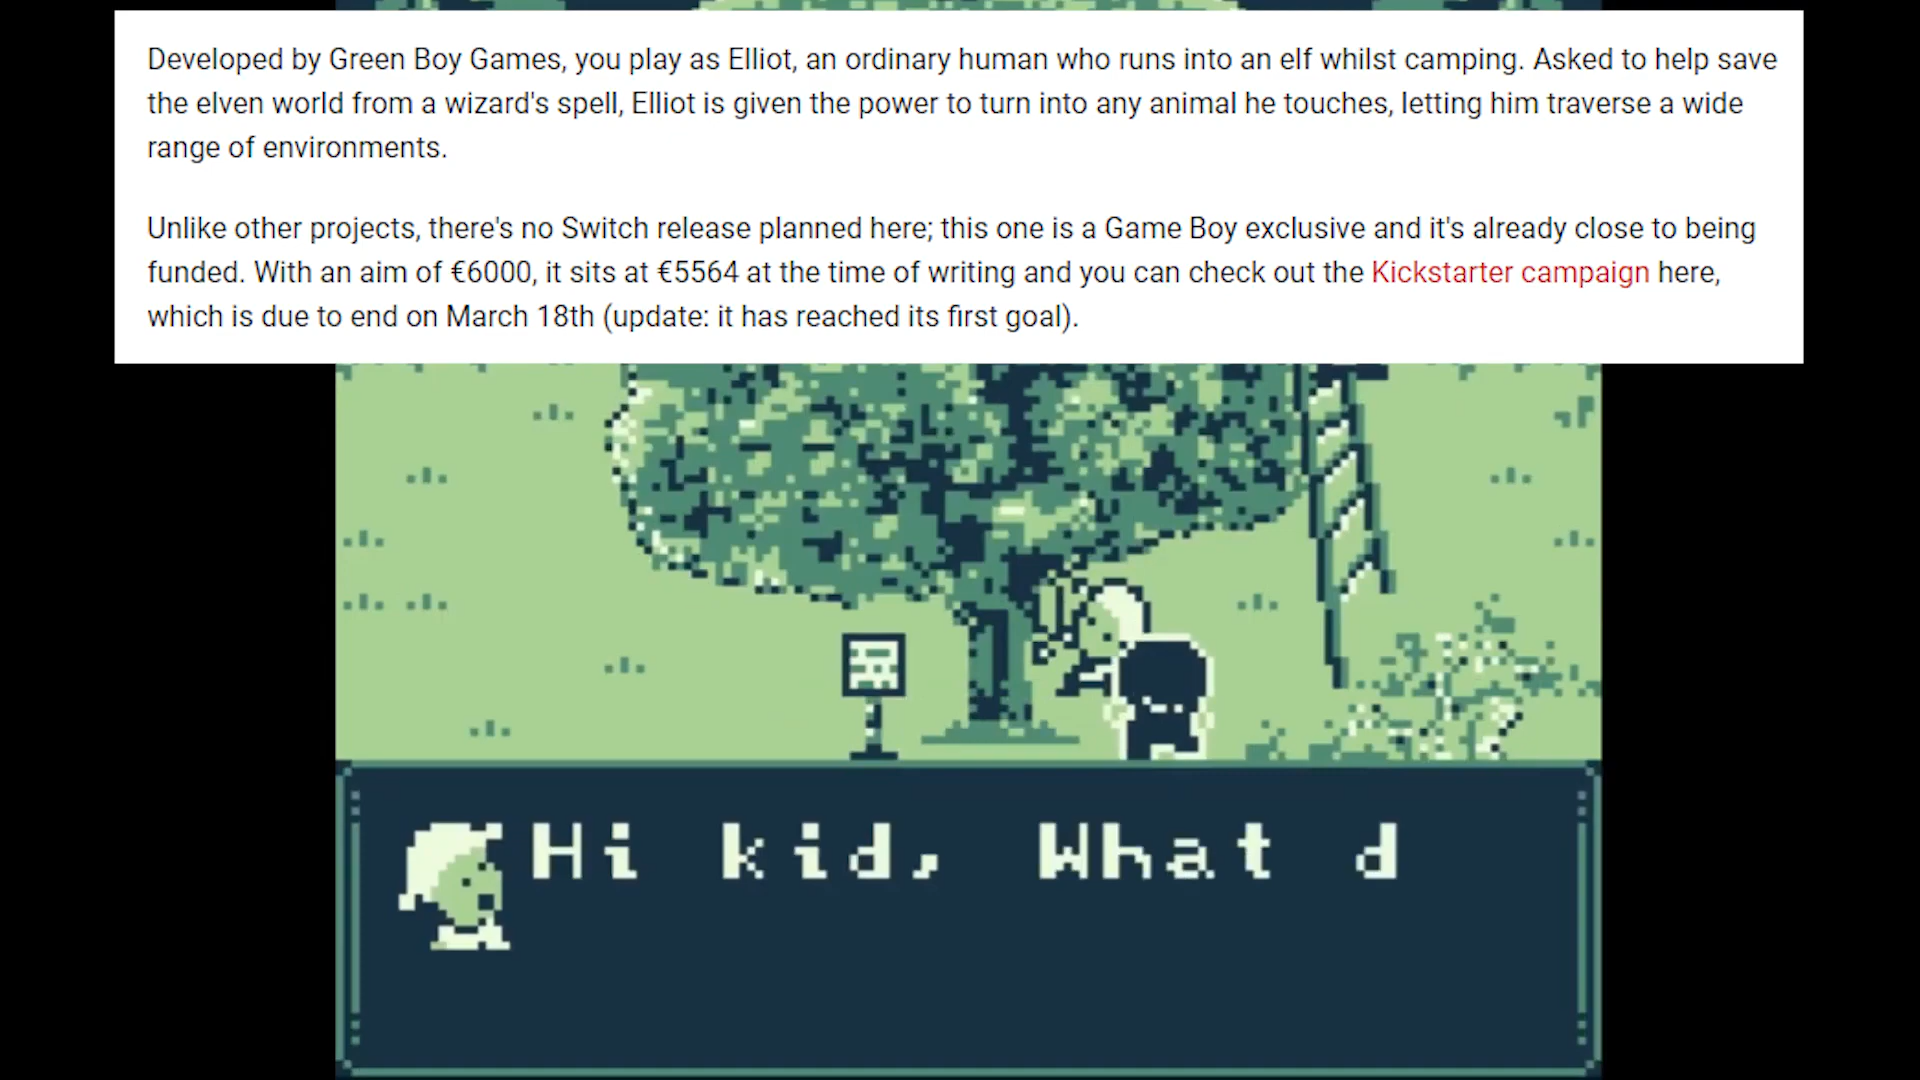 Developed by Green Boy Games, you play as Elliot, an ordinary human who runs into an elf whilst camping. Asked to help save
the elven world from a wizard's spell, Elliot is given the power to turn into any animal he touches, letting him traverse a wide
range of environments.
Unlike other projects, there's no Switch release planned here; this one is a Game Boy exclusive and it's already close to being
funded. With an aim of €6000, it sits at €5564 at the time of writing and you can check out the Kickstarter campaign here,
which is due to end on March 18th (update: it has reached its first goal).
Hi kid, What d